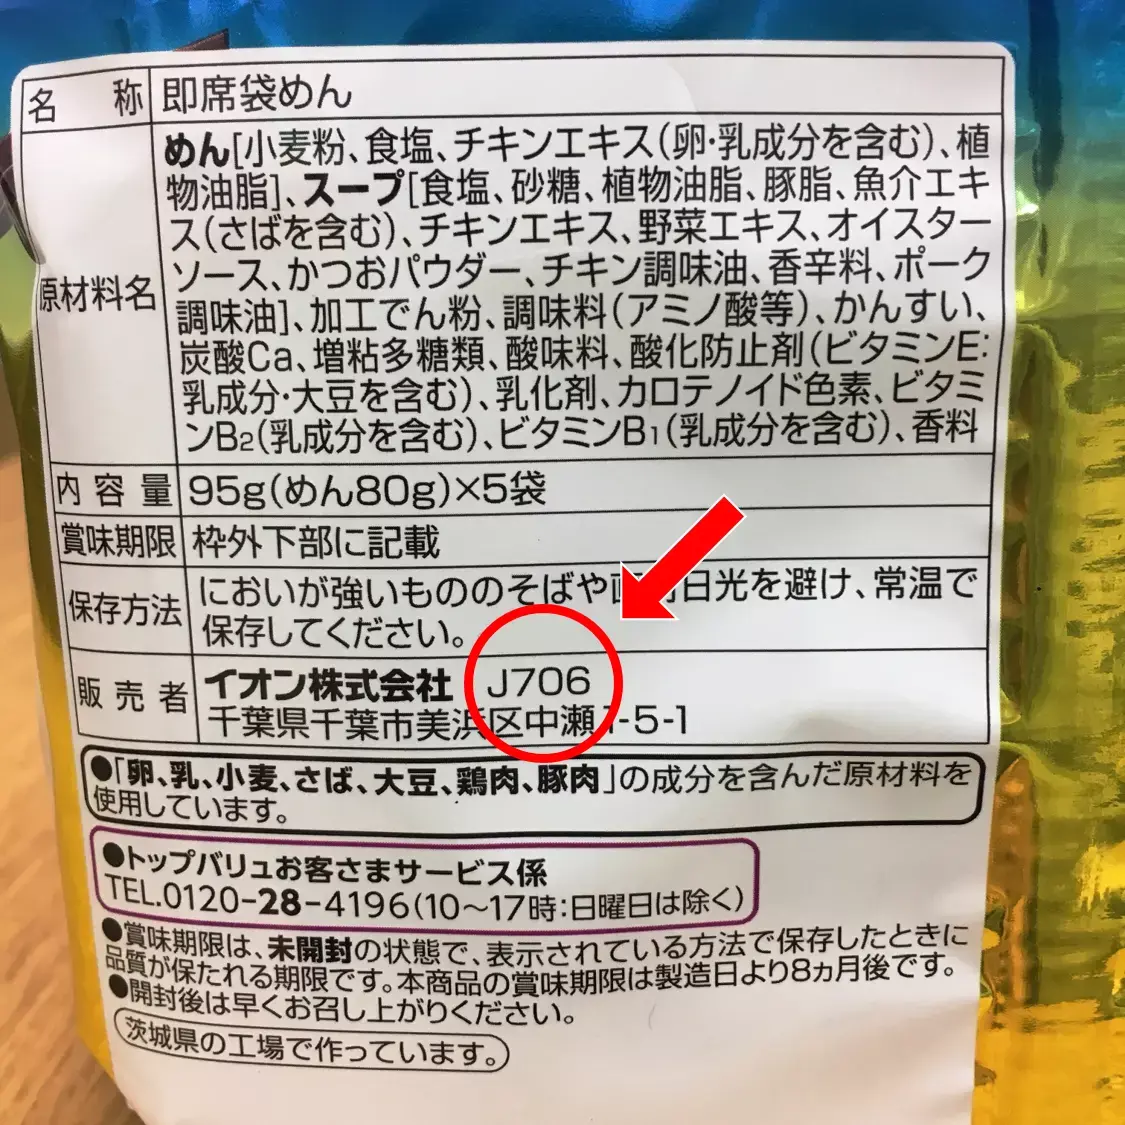 名称 即席袋めん
原材料名
めん[小麦粉、食塩、チキンエキス(卵・乳成分を含む)、植
物油脂]、スープ[食塩、砂糖、植物油脂、豚脂、魚介エキ
ス(さばを含む)、チキンエキス、野菜エキス、オイスター
ソース、かつおパウダー、チキン調味油、香辛料、ポーク
調味油]、加工でん粉、調味料(アミノ酸等)、かんすい、
炭酸Ca、増粘多糖類、酸味料、酸化防止剤(ビタミンE:
乳成分・大豆を含む)、乳化剤、カロテノイド色素、ビタミ
ンB2(乳成分を含む)、ビタミンB1(乳成分を含む)、香料
内容量 95g(めん80g)×5袋
賞味期限 枠外下部に記載
保存方法
においが強いもののそばや 日光を避け、常温で
保存してください。
販売者
イオン株式会社 J706
千葉県千葉市美浜区中瀬1-5-1
●「卵、乳、小麦、さば、大豆、鶏肉、豚肉」の成分を含んだ原材料を
使用しています。
●トップバリュお客さまサービス係
TEL.0120-28-4196(10〜17時:日曜日は除く)
●賞味期限は、未開封の状態で、表示されている方法で保存したときに
品質が保たれる期限です。本商品の賞味期限は製造日より8ヵ月後です。
●開封後は早くお召し上がりください。
茨城県の工場で作っています。